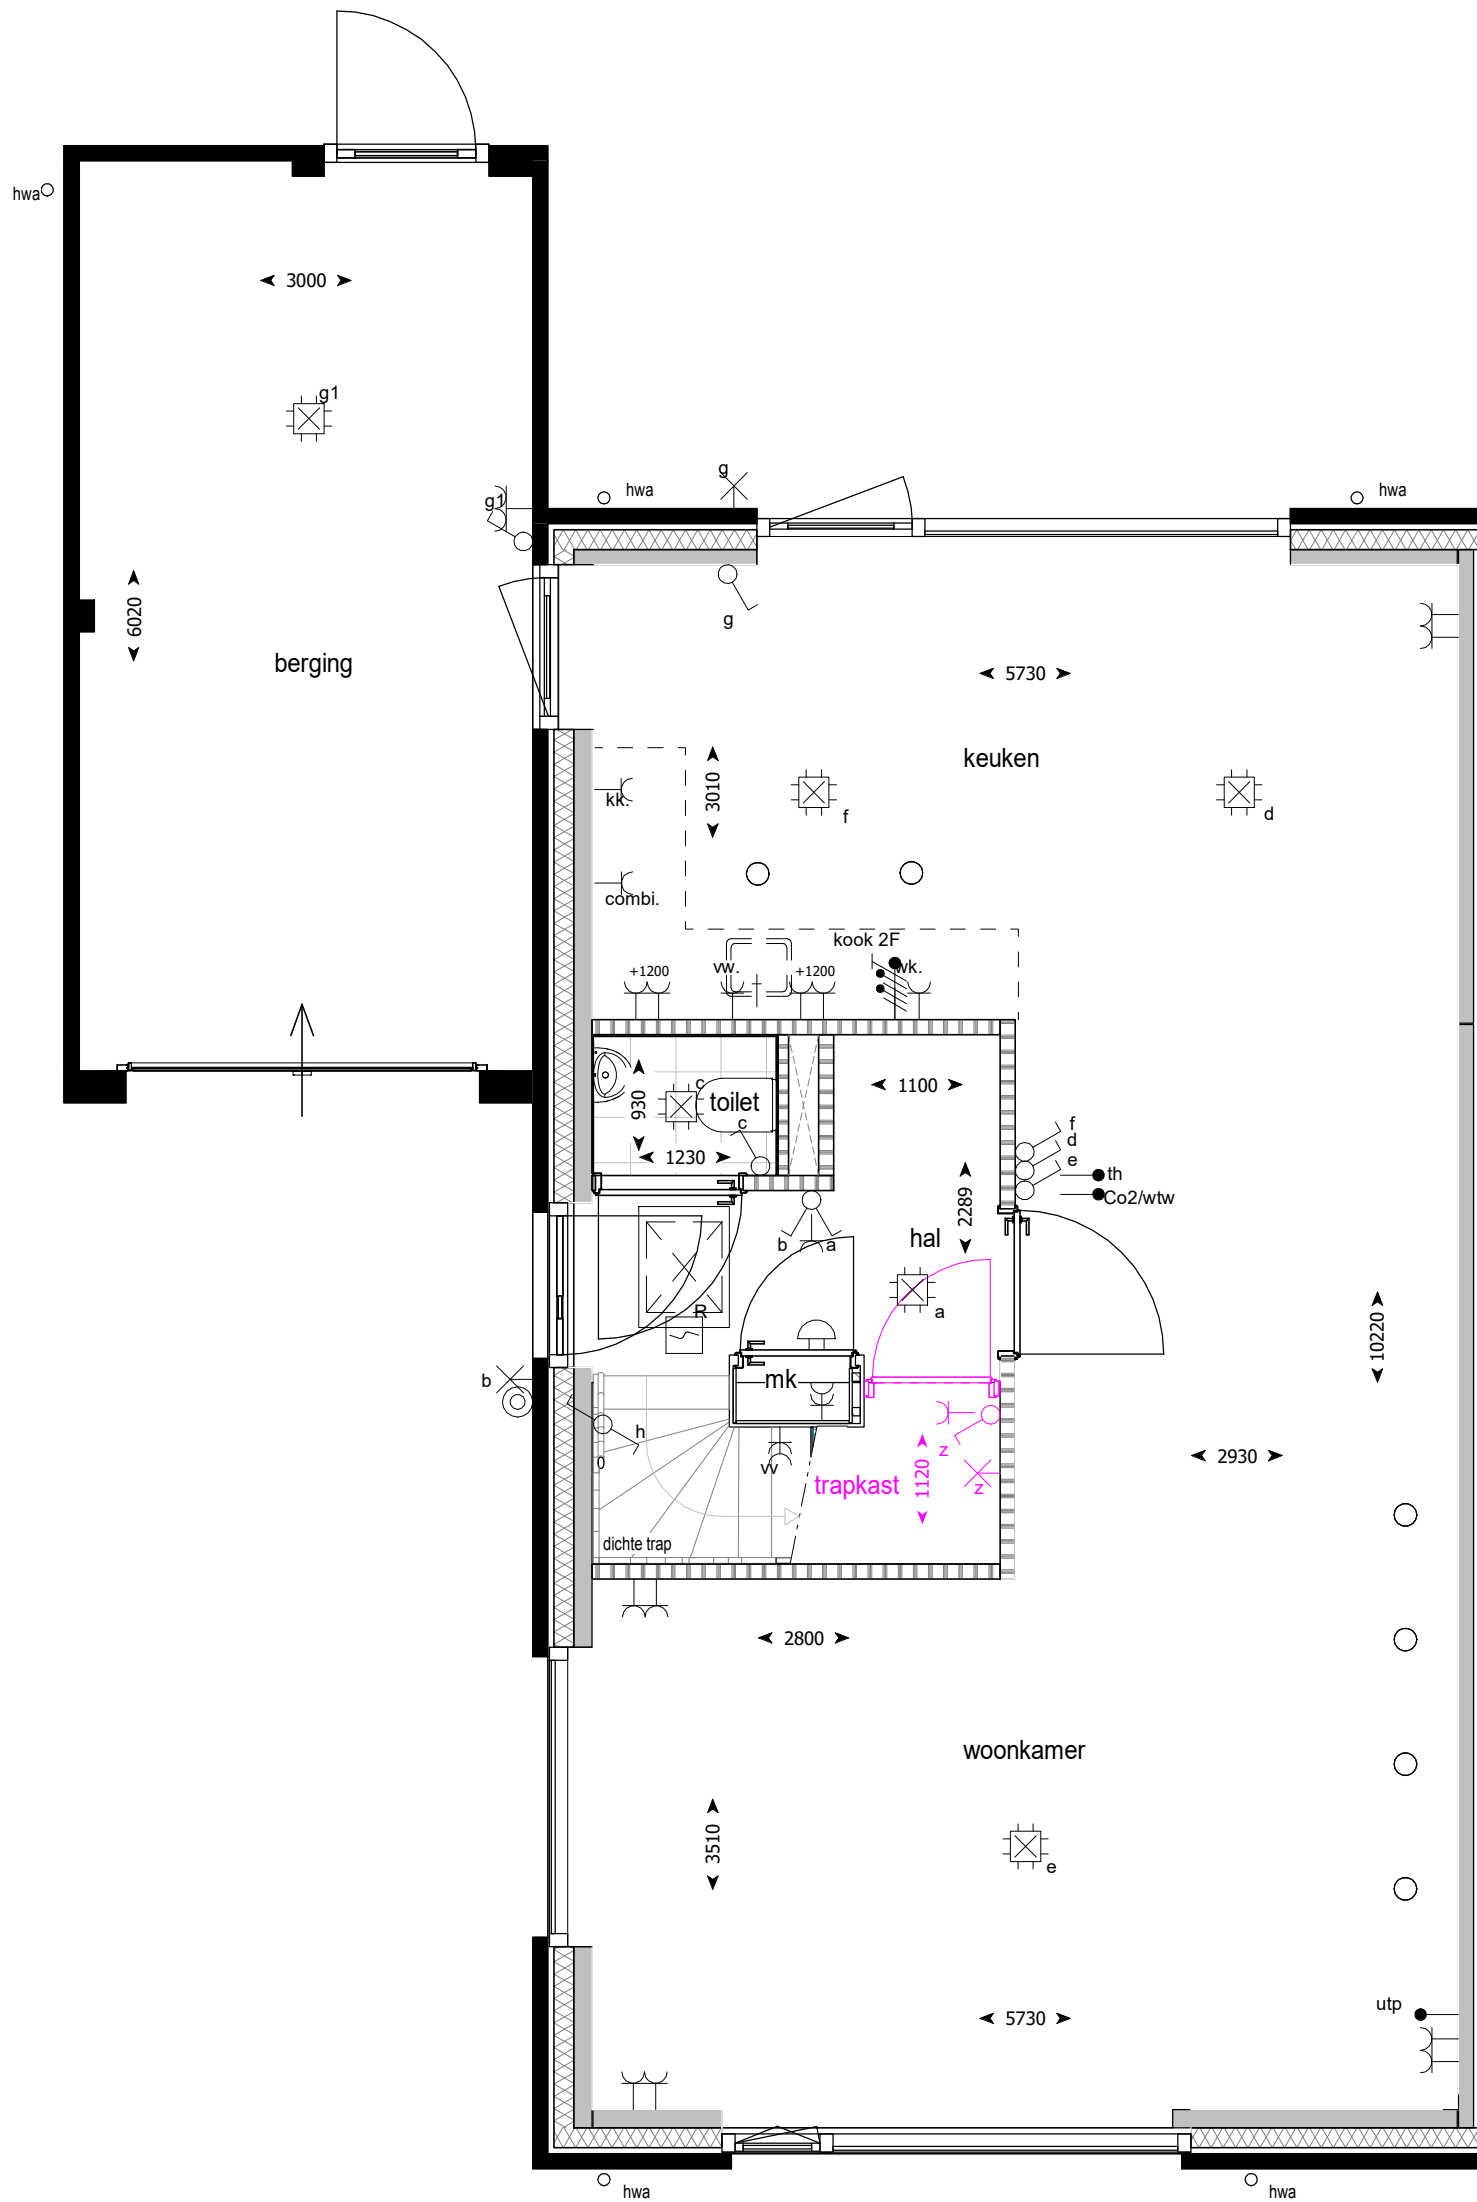 hwa
3000
g1
g
hwa
hwa
g1
g
6020
berging
5730
keuken
kk.
3010
f
d
combi.
kook 2F
+1200
vw.
+1200
wk.
930
c
toilet
c
1230
1100
f
d
e
th
Co2/wtw
2289
hal
b
a
R
a
10220
mk
b
h
0
vv
z
trapkast
1120
z
2930
dichte trap
2800
woonkamer
3510
e
utp
5730
hwa
hwa